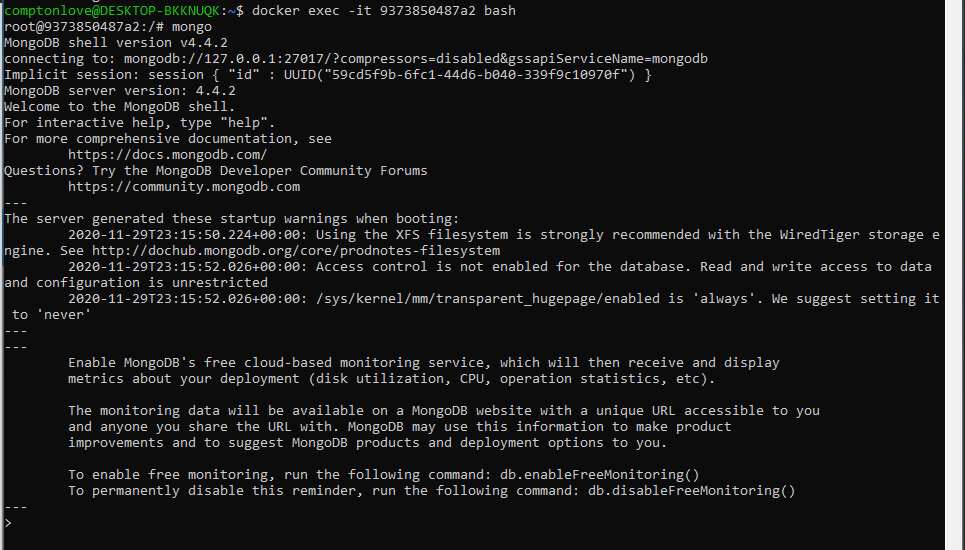 comptonlove@DESKTOP-BKKNUQK:~$ docker exec -it 9373850487a2 bash
root@9373850487a2:/# mongo
MongoDB shell version v4.4.2
connecting to: mongodb://127.0.0.1:27017/?compressors=disabled&gssapiServiceName=mongodb
Implicit session: session { "id" : UUID("59cd5f9b-6fc1-44d6-b040-339f9c10970f") }
MongoDB server version: 4.4.2
Welcome to the MongoDB shell.
For interactive help, type "help".
For more comprehensive documentation, see
        https://docs.mongodb.com/
Questions? Try the MongoDB Developer Community Forums
        https://community.mongodb.com
---
The server generated these startup warnings when booting:
        2020-11-29T23:15:50.224+00:00: Using the XFS filesystem is strongly recommended with the WiredTiger storage e
ngine. See http://dochub.mongodb.org/core/prodnotes-filesystem
        2020-11-29T23:15:52.026+00:00: Access control is not enabled for the database. Read and write access to data
and configuration is unrestricted
        2020-11-29T23:15:52.026+00:00: /sys/kernel/mm/transparent_hugepage/enabled is 'always'. We suggest setting it
 to 'never'
---
---
        Enable MongoDB's free cloud-based monitoring service, which will then receive and display
        metrics about your deployment (disk utilization, CPU, operation statistics, etc).

        The monitoring data will be available on a MongoDB website with a unique URL accessible to you
        and anyone you share the URL with. MongoDB may use this information to make product
        improvements and to suggest MongoDB products and deployment options to you.

        To enable free monitoring, run the following command: db.enableFreeMonitoring()
        To permanently disable this reminder, run the following command: db.disableFreeMonitoring()
---
>